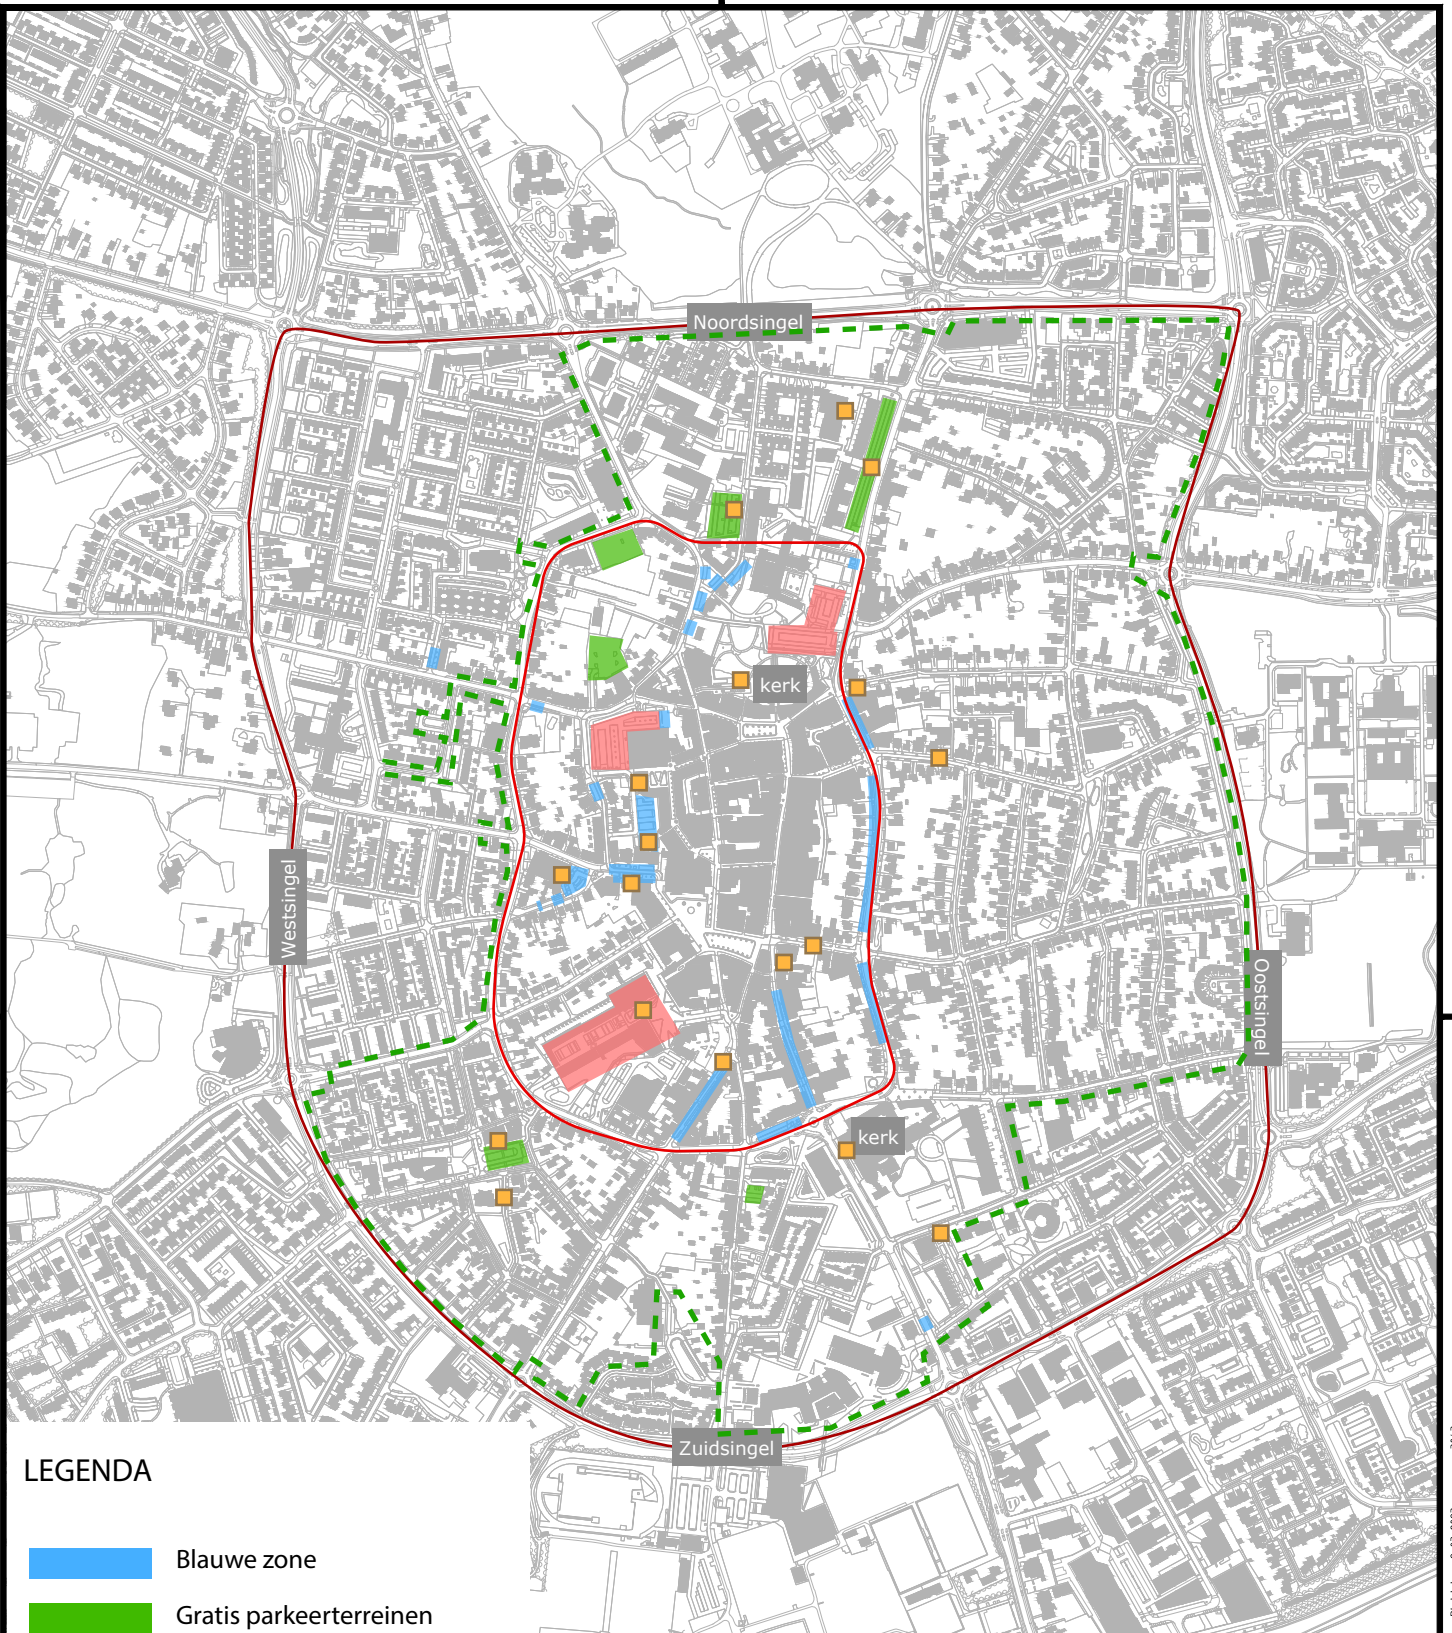 Noordsingel
kerk
Westsingel
Oostsingel
kerk
Zuidsingel
LEGENDA
Blauwe zone
Gratis parkeerterreinen